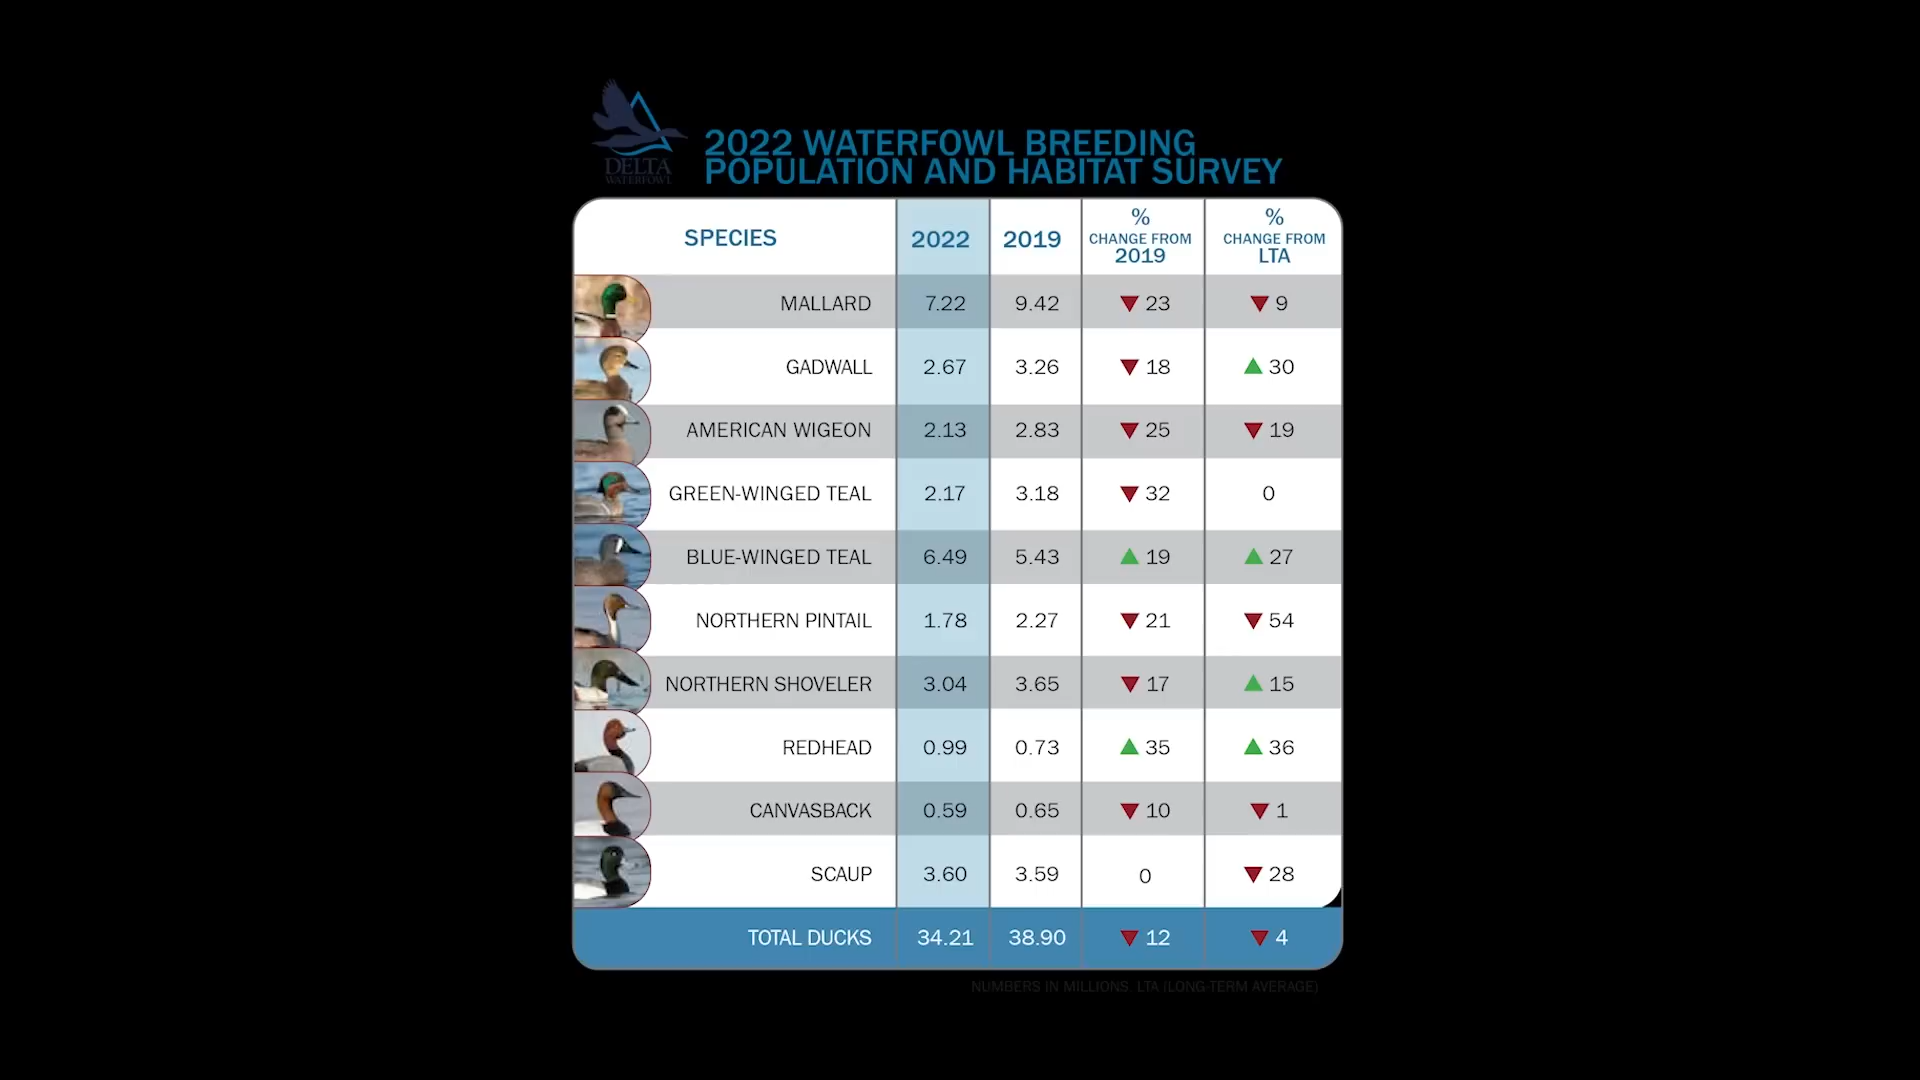 DELTA
WATERFOWL
2022 WATERFOWL BREEDING
POPULATION AND HABITAT SURVEY
SPECIES 2022 2019 % CHANGE FROM 2019 % CHANGE FROM LTA
MALLARD 7.22 9.42 ▼ 23 ▼ 9
GADWALL 2.67 3.26 ▼ 18 ▲ 30
AMERICAN WIGEON 2.13 2.83 ▼ 25 ▼ 19
GREEN-WINGED TEAL 2.17 3.18 ▼ 32 0
BLUE-WINGED TEAL 6.49 5.43 ▲ 19 ▲ 27
NORTHERN PINTAIL 1.78 2.27 ▼ 21 ▼ 54
NORTHERN SHOVELER 3.04 3.65 ▼ 17 ▲ 15
REDHEAD 0.99 0.73 ▲ 35 ▲ 36
CANVASBACK 0.59 0.65 ▼ 10 ▼ 1
SCAUP 3.60 3.59 0 ▼ 28
TOTAL DUCKS 34.21 38.90 ▼ 12 ▼ 4
NUMBERS IN MILLIONS. LTA (LONG-TERM AVERAGE)